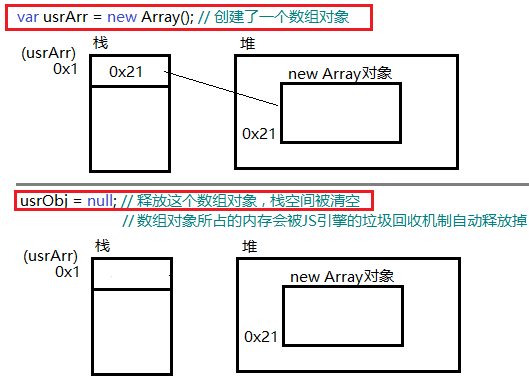 var usrArr = new Array(); // 创建了一个数组对象
栈
堆
(usrArr)
0x1
0x21
new Array对象
0x21
usrObj = null; // 释放这个数组对象，栈空间被清空
// 数组对象所占的内存会被JS引擎的垃圾回收机制自动释放掉
栈
堆
(usrArr)
0x1
new Array对象
0x21